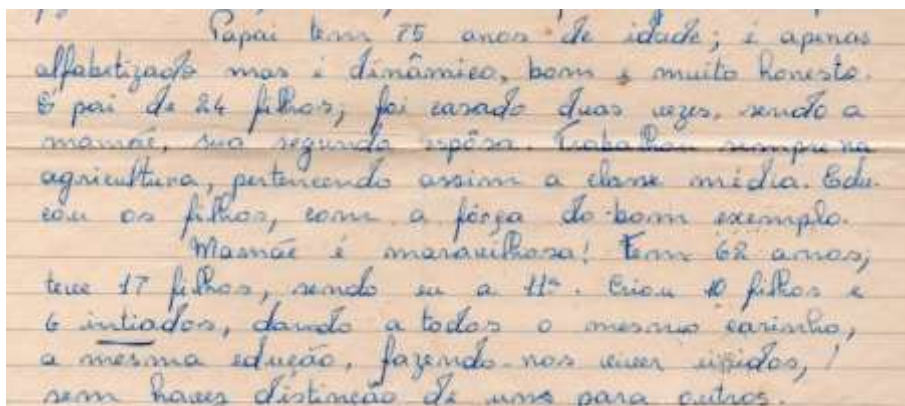 Papai tem 75 anos de idade; é apenas
alfabetizado mas é dinâmico, bom e muito honesto.
É pai de 24 filhos; foi casado duas vezes, sendo a
mamãe, sua segunda espôsa. Trabalhou sempre na
agricultura, pertencendo assim a classe média. Edu-
cou os filhos, com a fôrça do bom exemplo.
Mamãe é maravilhosa! Tem 62 anos;
teve 17 filhos, sendo eu a 11ª. Criou 10 filhos e
6 intiados, dando a todos o mesmo carinho,
a mesma edução, fazendo-nos viver unidos,
sem haver distinção de uns para outros.